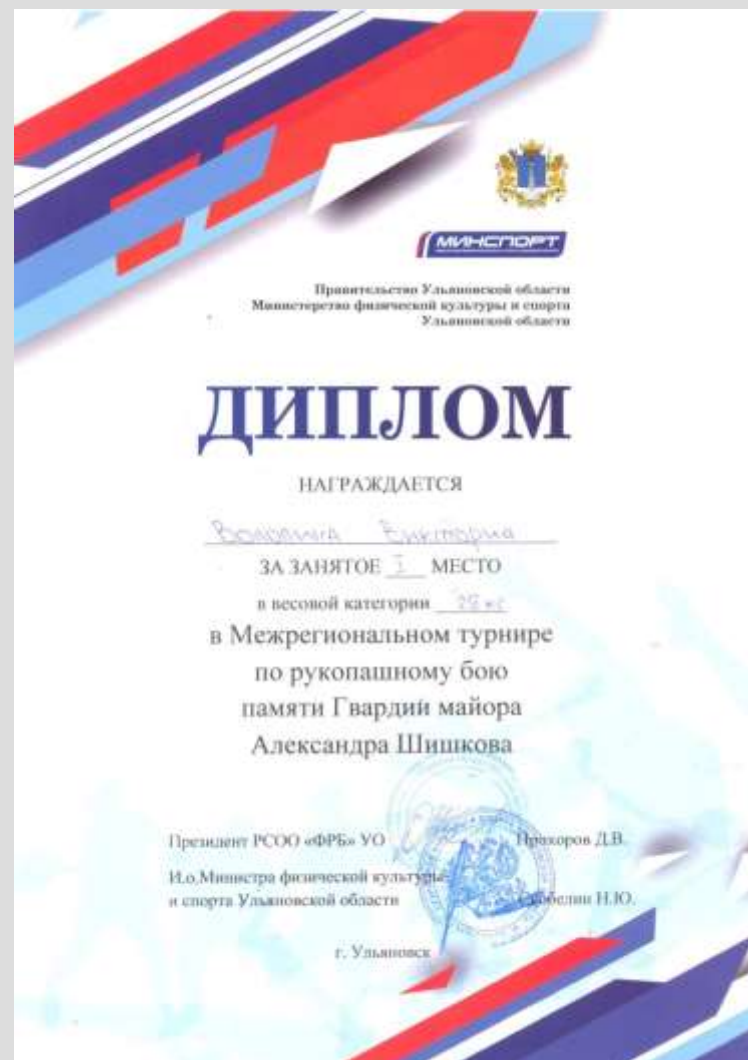 МИНСПОРТ
Правительство Ульяновской области
Министерство физической культуры и спорта
Ульяновской области
ДИПЛОМ
НАГРАЖДАЕТСЯ
Виктория
ЗА ЗАНЯТОЕ I МЕСТО
в весовой категории 28 кг
в Межрегиональном турнире
по рукопашному бою
памяти Гвардии майора
Александра Шишкова
Президент РСОО «ФРБ» УО Прохоров Д.В.
И.о.Министра физической культуры
и спорта Ульяновской области Н.Ю.
г. Ульяновск